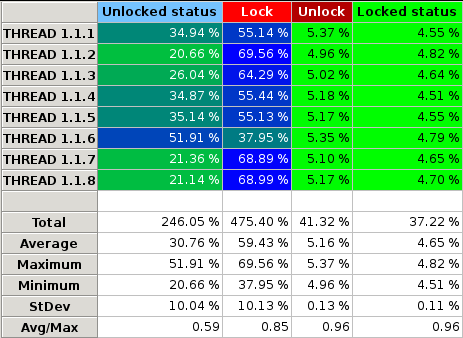 Unlocked status Lock Unlock Locked status
THREAD 1.1.1 34.94 % 55.14 % 5.37 % 4.55 %
THREAD 1.1.2 20.66 % 69.56 % 4.96 % 4.82 %
THREAD 1.1.3 26.04 % 64.29 % 5.02 % 4.64 %
THREAD 1.1.4 34.87 % 55.44 % 5.18 % 4.51 %
THREAD 1.1.5 35.14 % 55.13 % 5.17 % 4.55 %
THREAD 1.1.6 51.91 % 37.95 % 5.35 % 4.79 %
THREAD 1.1.7 21.36 % 68.89 % 5.10 % 4.65 %
THREAD 1.1.8 21.14 % 68.99 % 5.17 % 4.70 %
Total 246.05 % 475.40 % 41.32 % 37.22 %
Average 30.76 % 59.43 % 5.16 % 4.65 %
Maximum 51.91 % 69.56 % 5.37 % 4.82 %
Minimum 20.66 % 37.95 % 4.96 % 4.51 %
StDev 10.04 % 10.13 % 0.13 % 0.11 %
Avg/Max 0.59 0.85 0.96 0.96